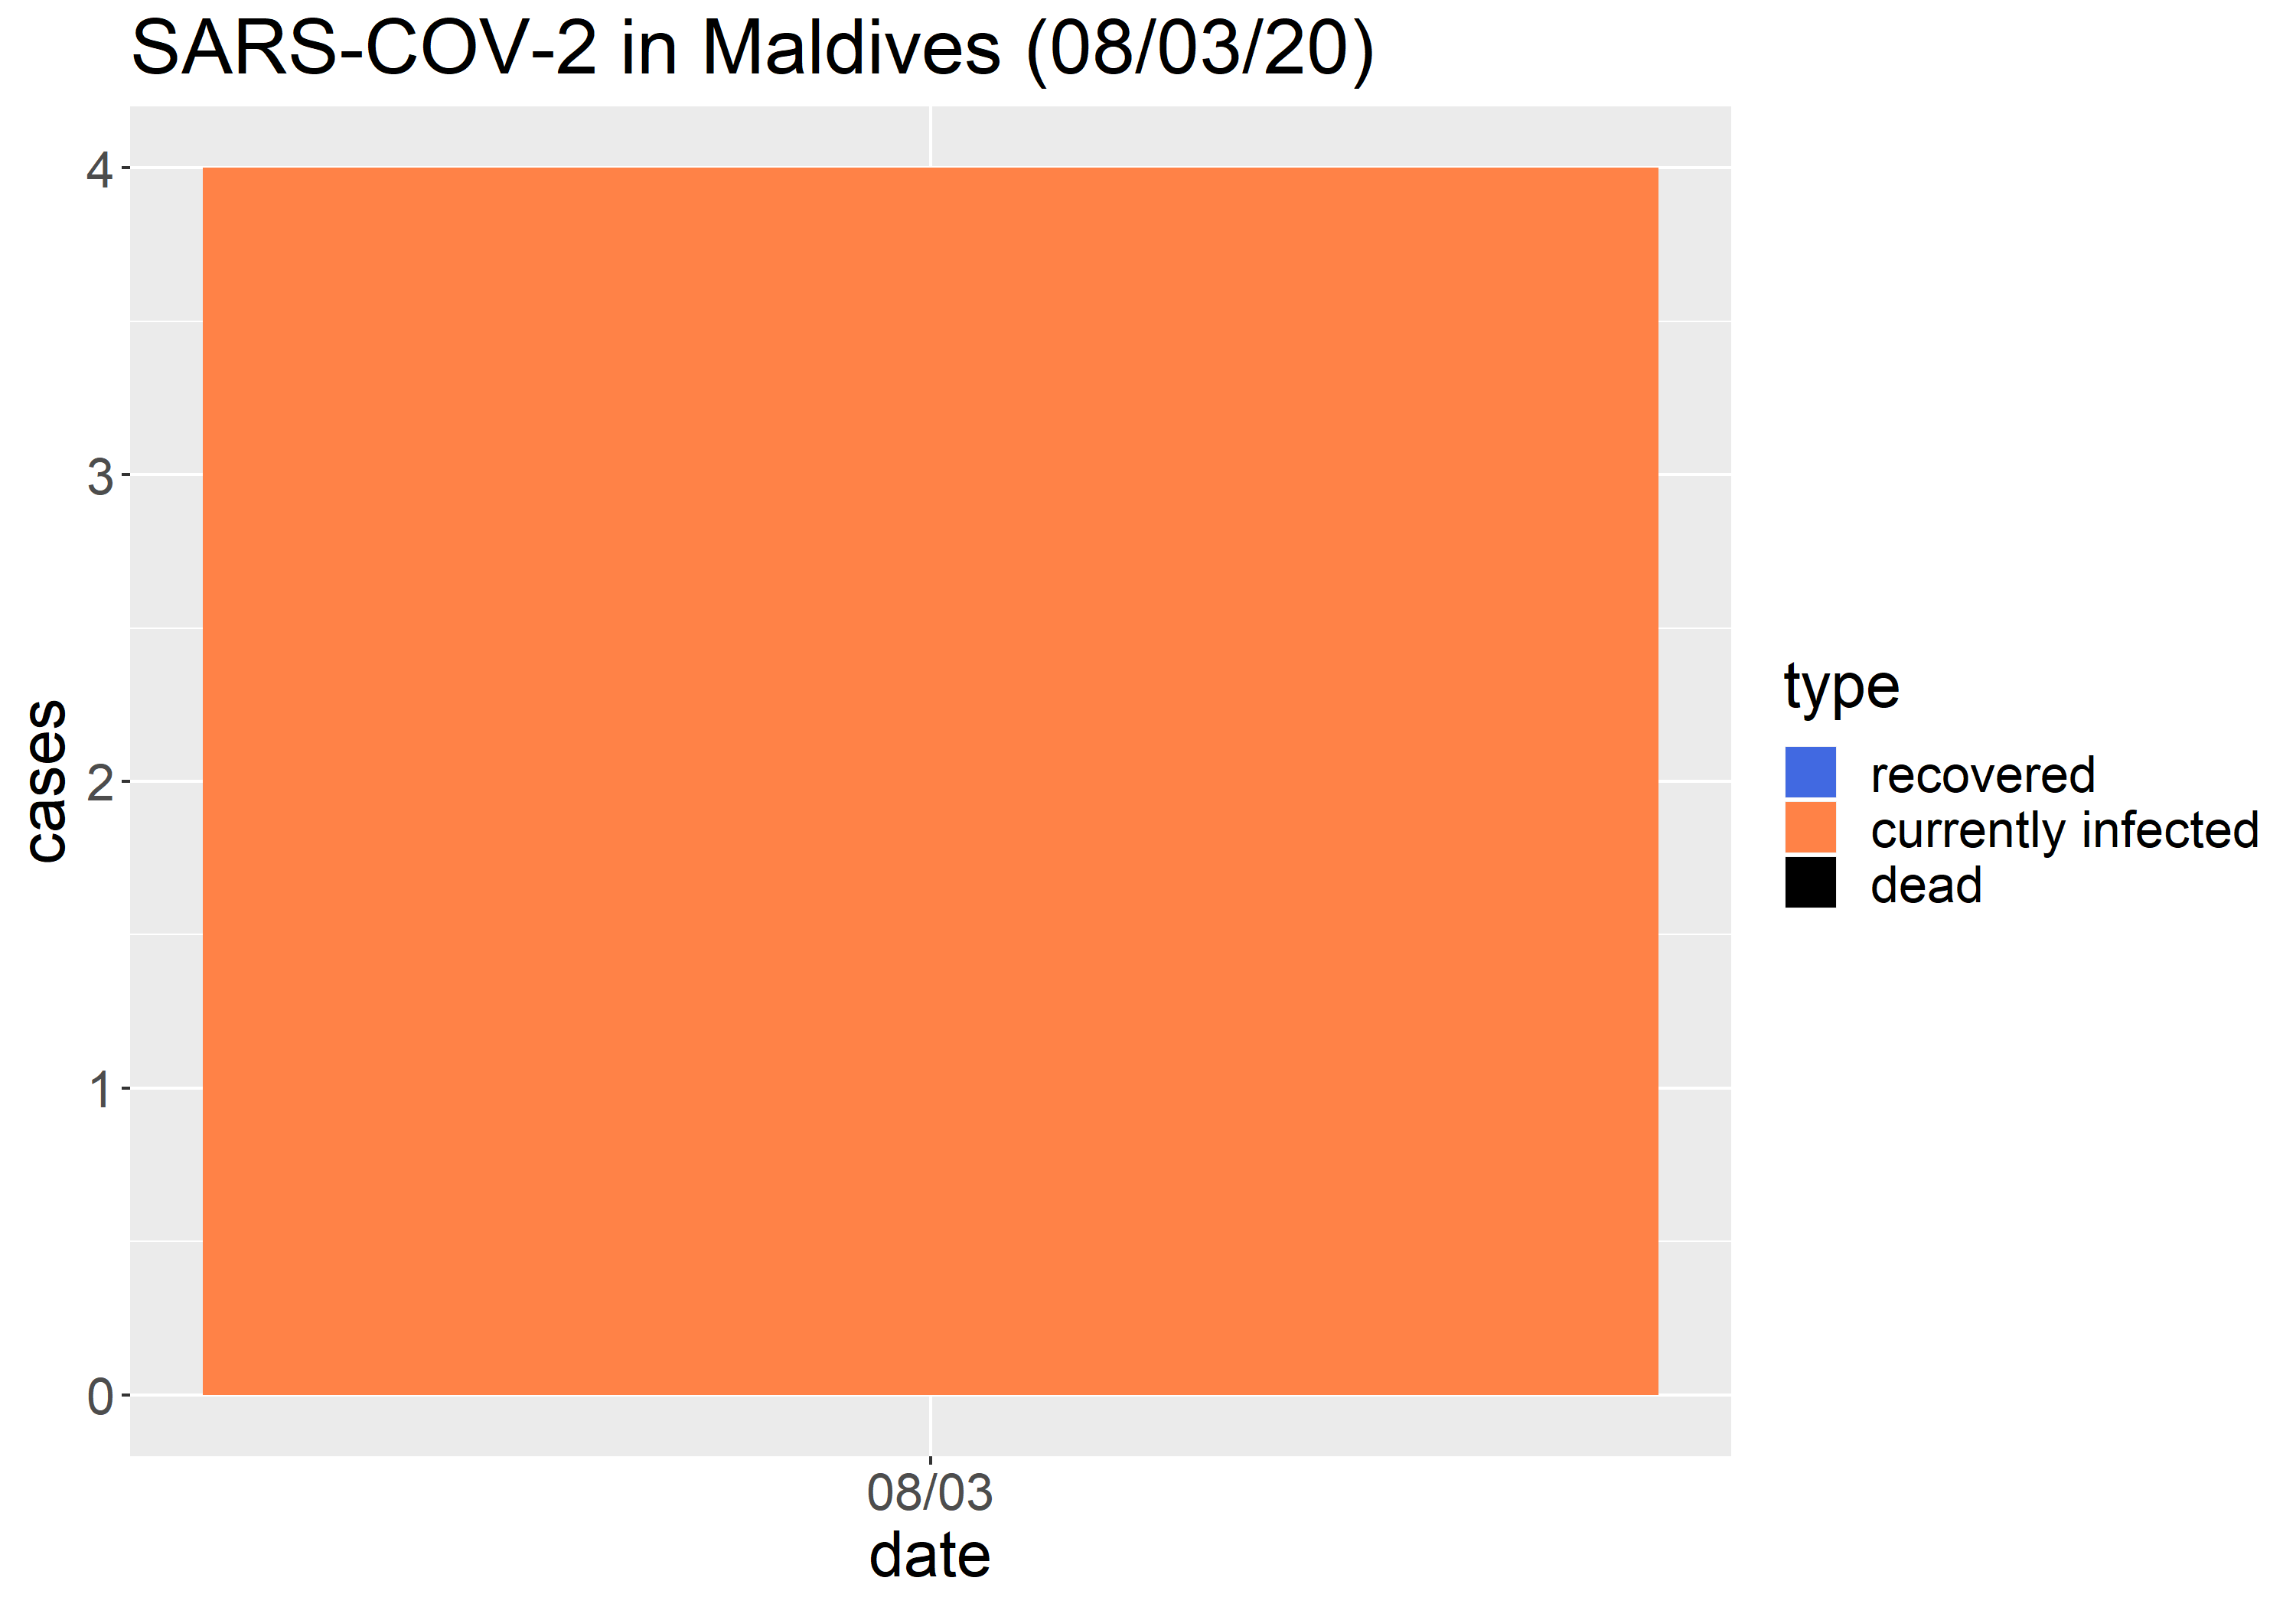 SARS-COV-2 in Maldives (08/03/20)
4
3
2
1
0
cases
08/03
date
type
recovered
currently infected
dead